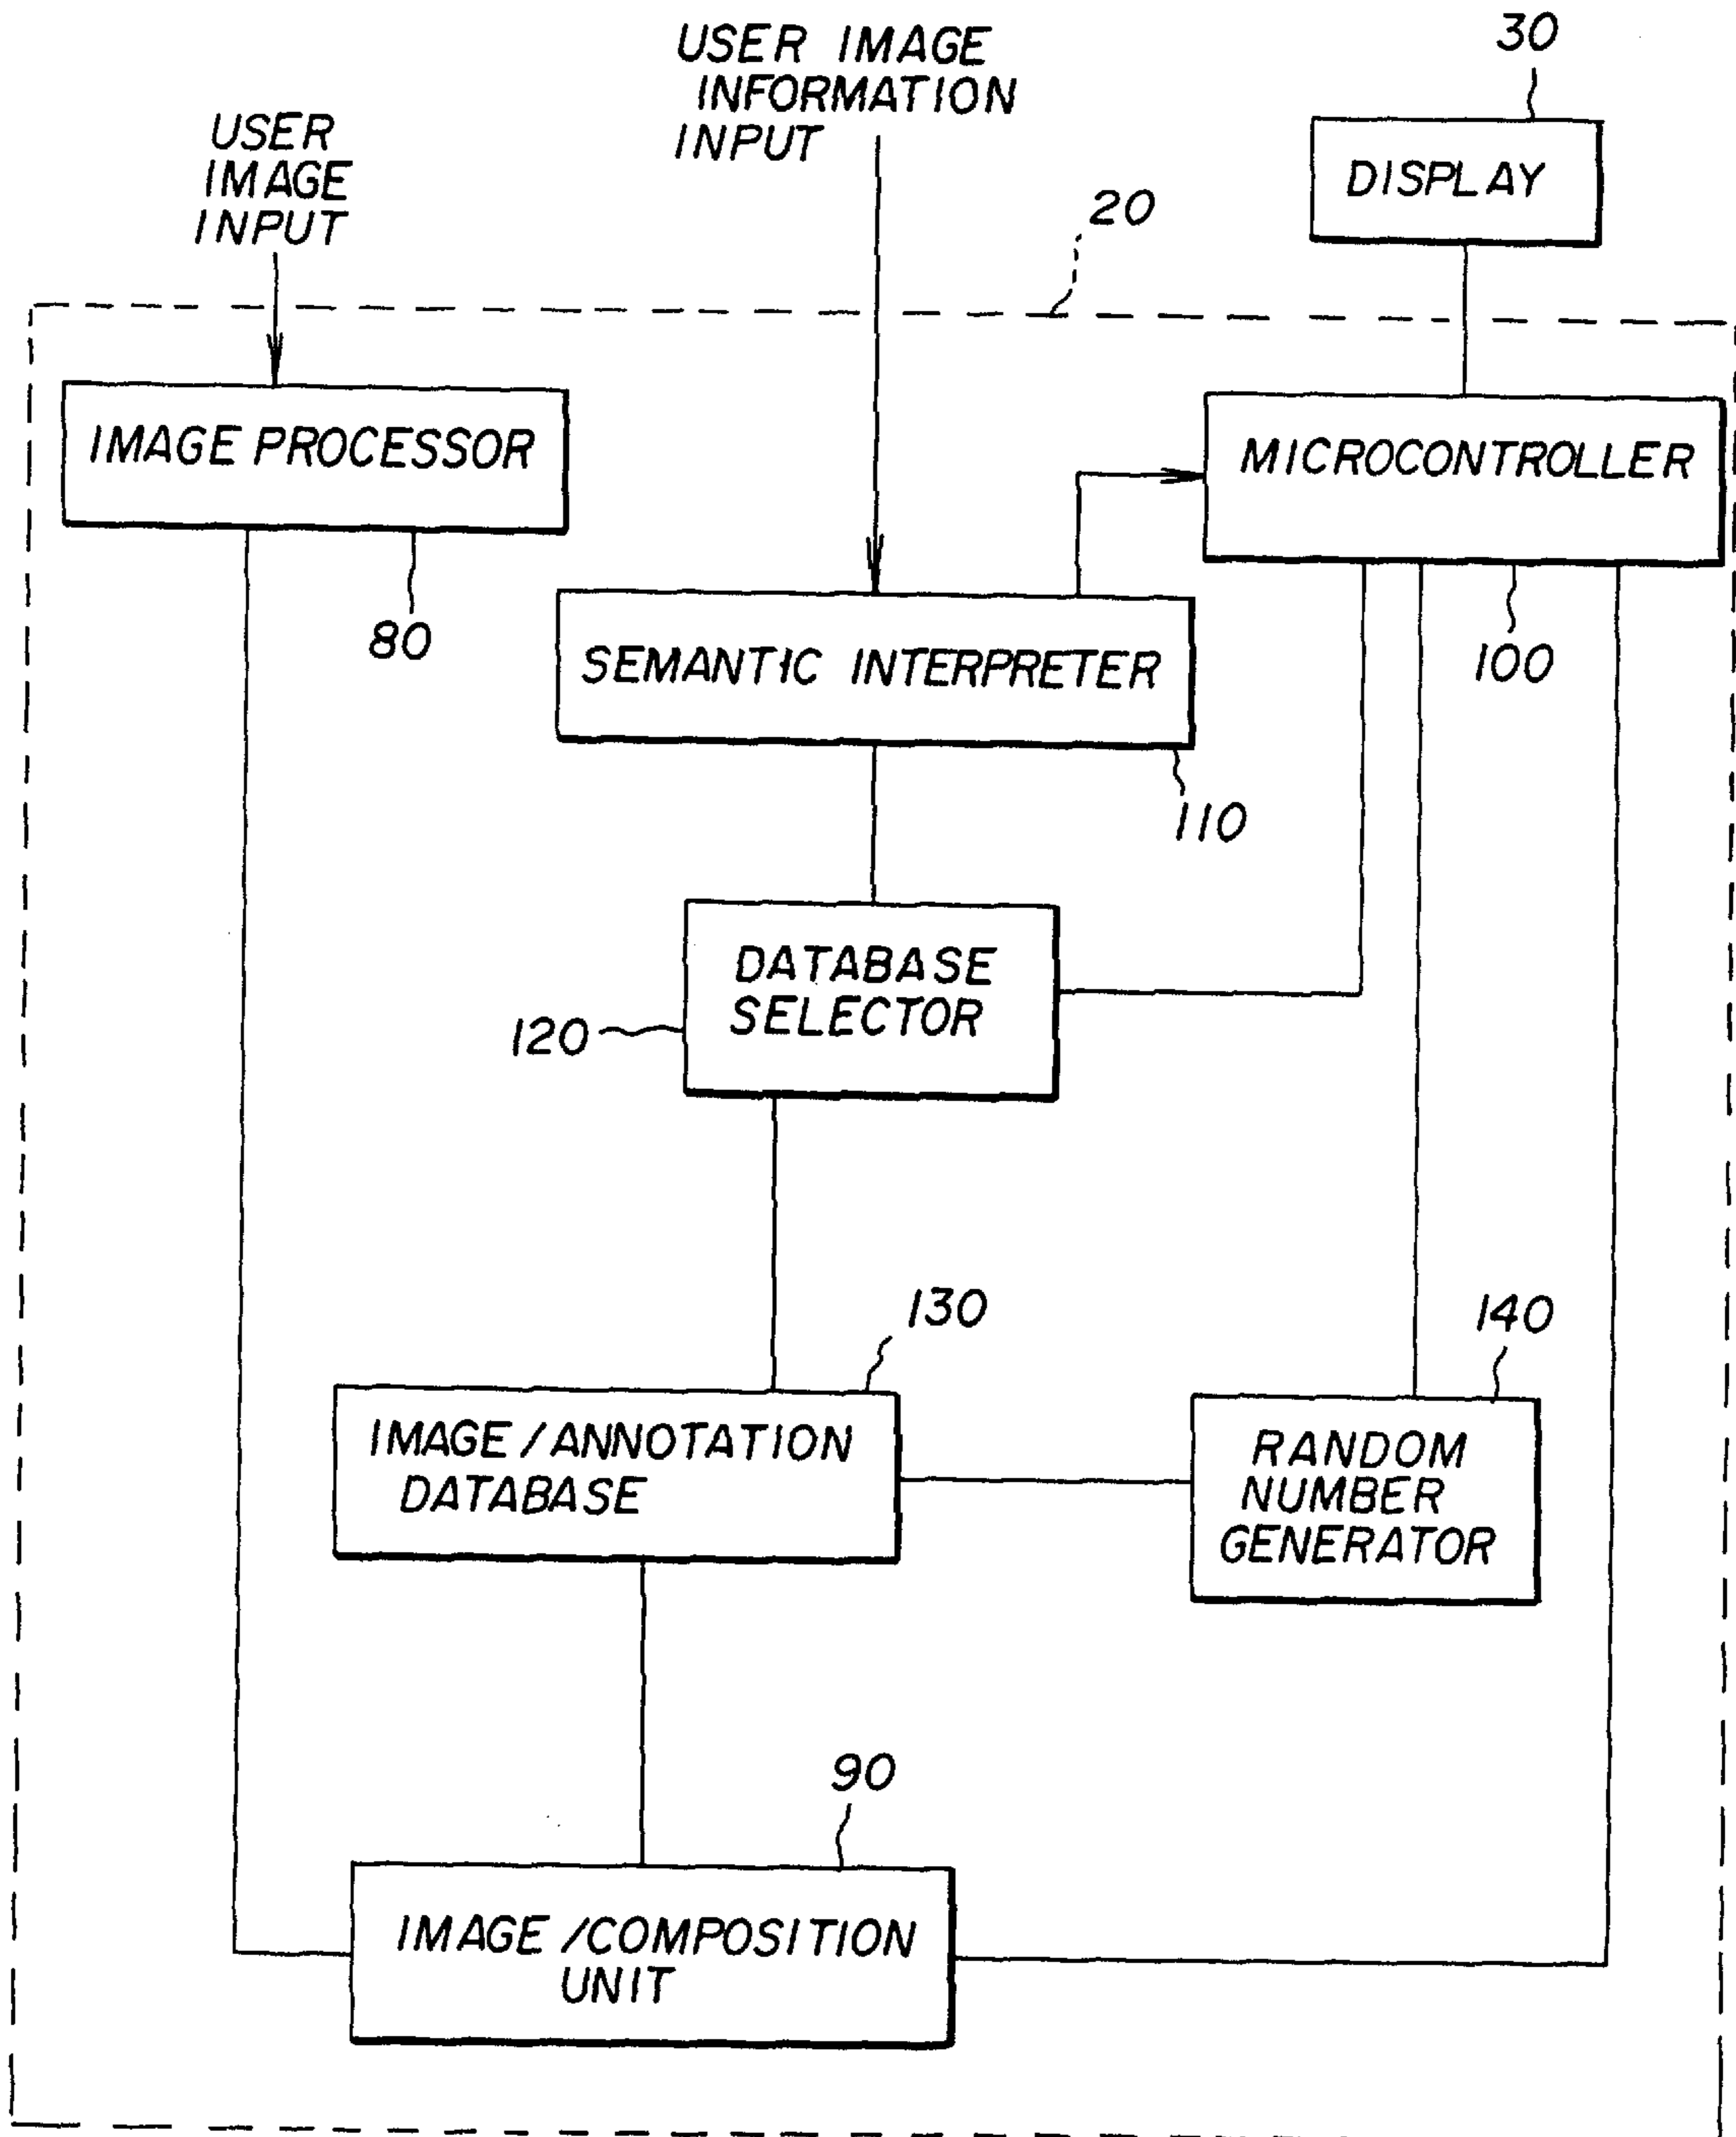 USER IMAGE
INFORMATION
INPUT
30
USER
IMAGE
INPUT
DISPLAY
20
IMAGE PROCESSOR
MICROCONTROLLER
80
SEMANTIC INTERPRETER
100
110
DATABASE
SELECTOR
120
130
140
IMAGE/ANNOTATION
DATABASE
RANDOM
NUMBER
GENERATOR
90
IMAGE/COMPOSITION
UNIT